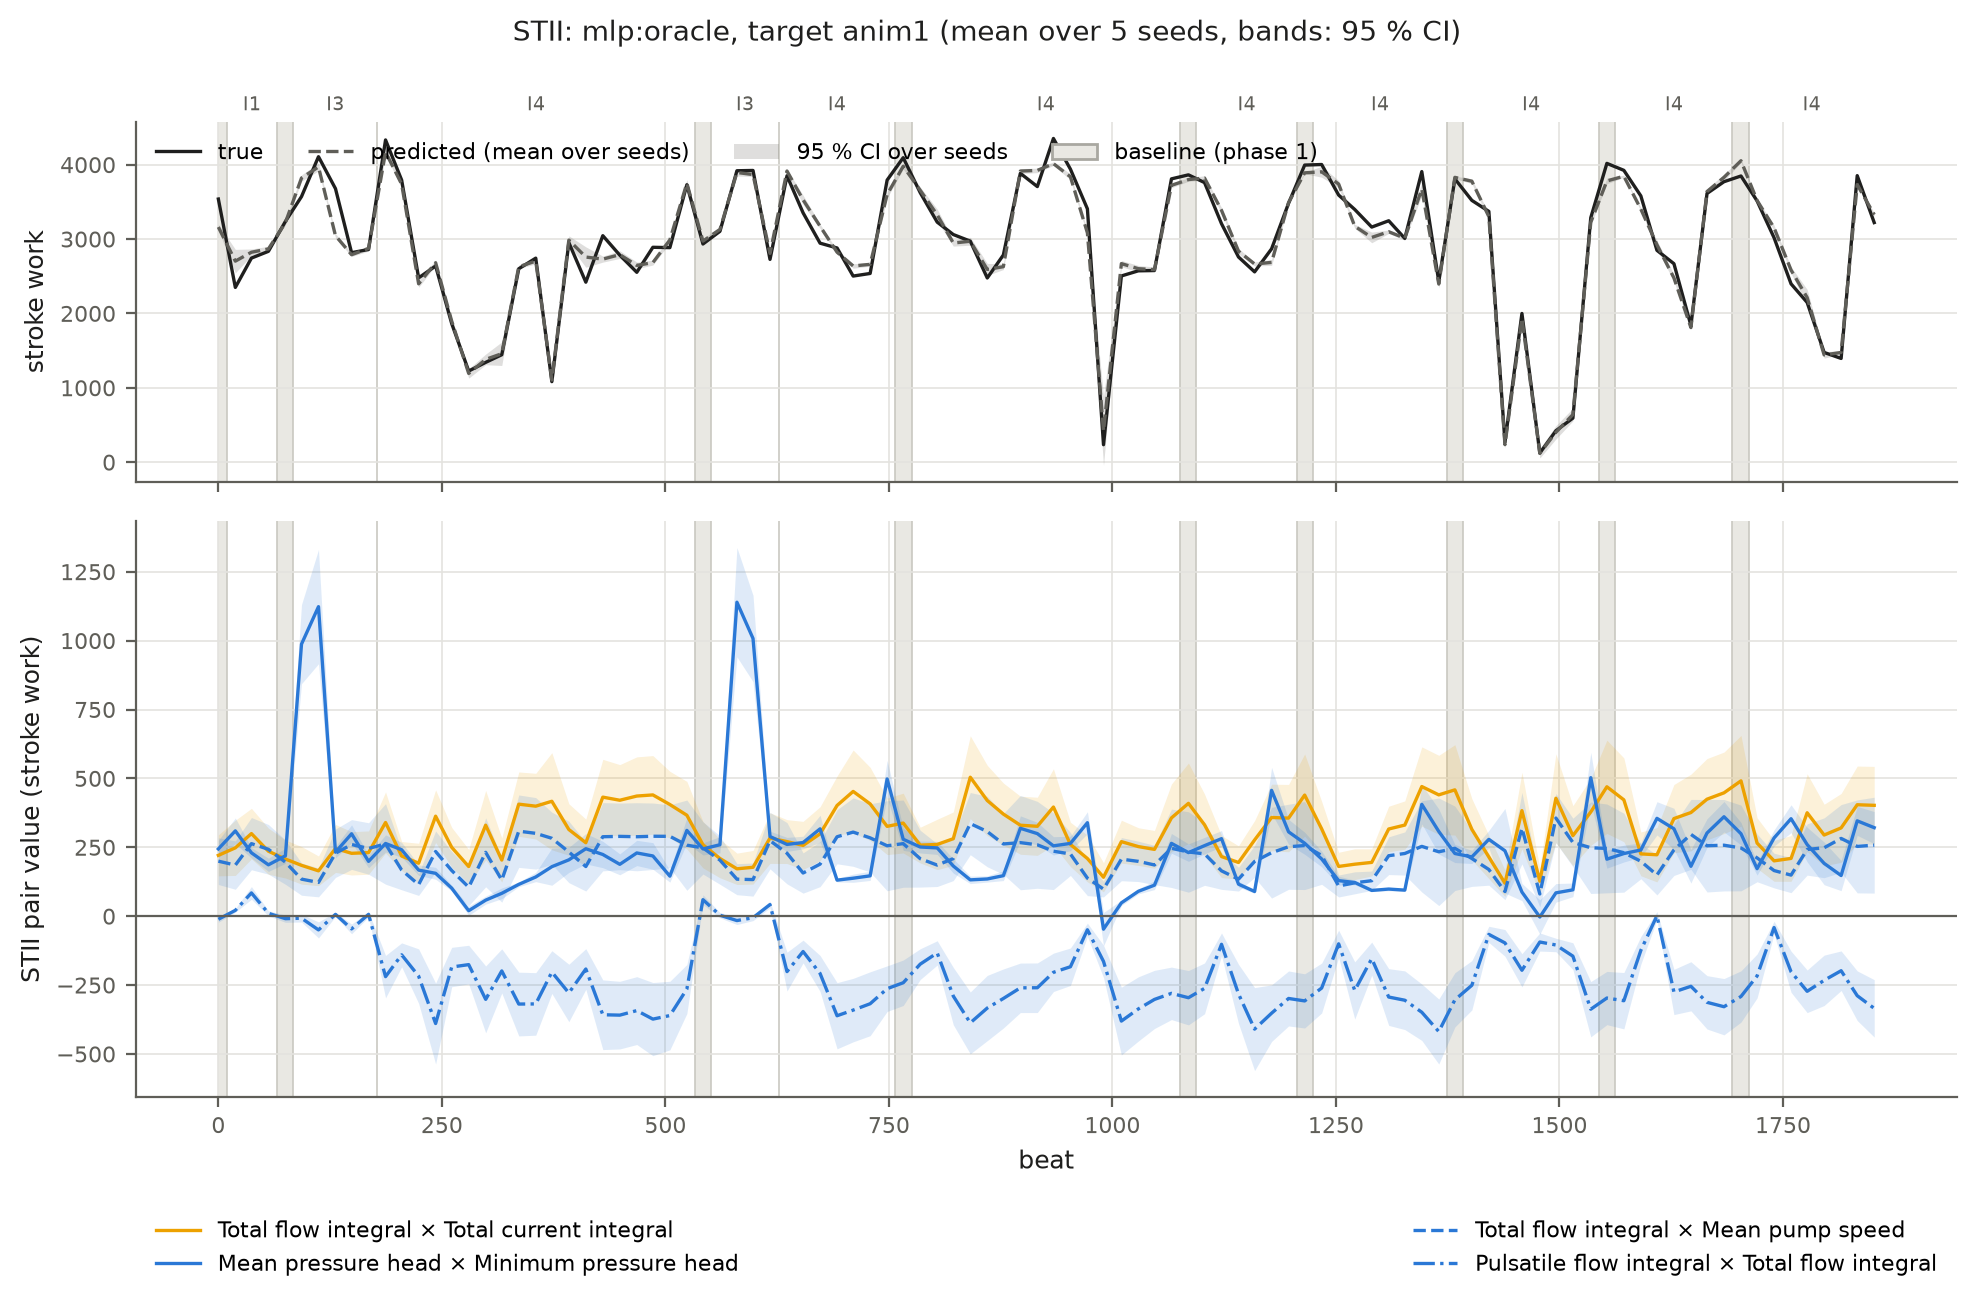 STII: mlp:oracle, target anim1 (mean over 5 seeds, bands: 95 % CI)
I1 I3 I4 I3 I4 I4 I4 I4 I4 I4 I4
true predicted (mean over seeds) 95 % CI over seeds baseline (phase 1)
4000
3000
2000
1000
0
stroke work
1250
1000
750
500
250
0
−250
−500
STII pair value (stroke work)
0 250 500 750 1000 1250 1500 1750
beat
Total flow integral × Total current integral
Mean pressure head × Minimum pressure head
Total flow integral × Mean pump speed
Pulsatile flow integral × Total flow integral